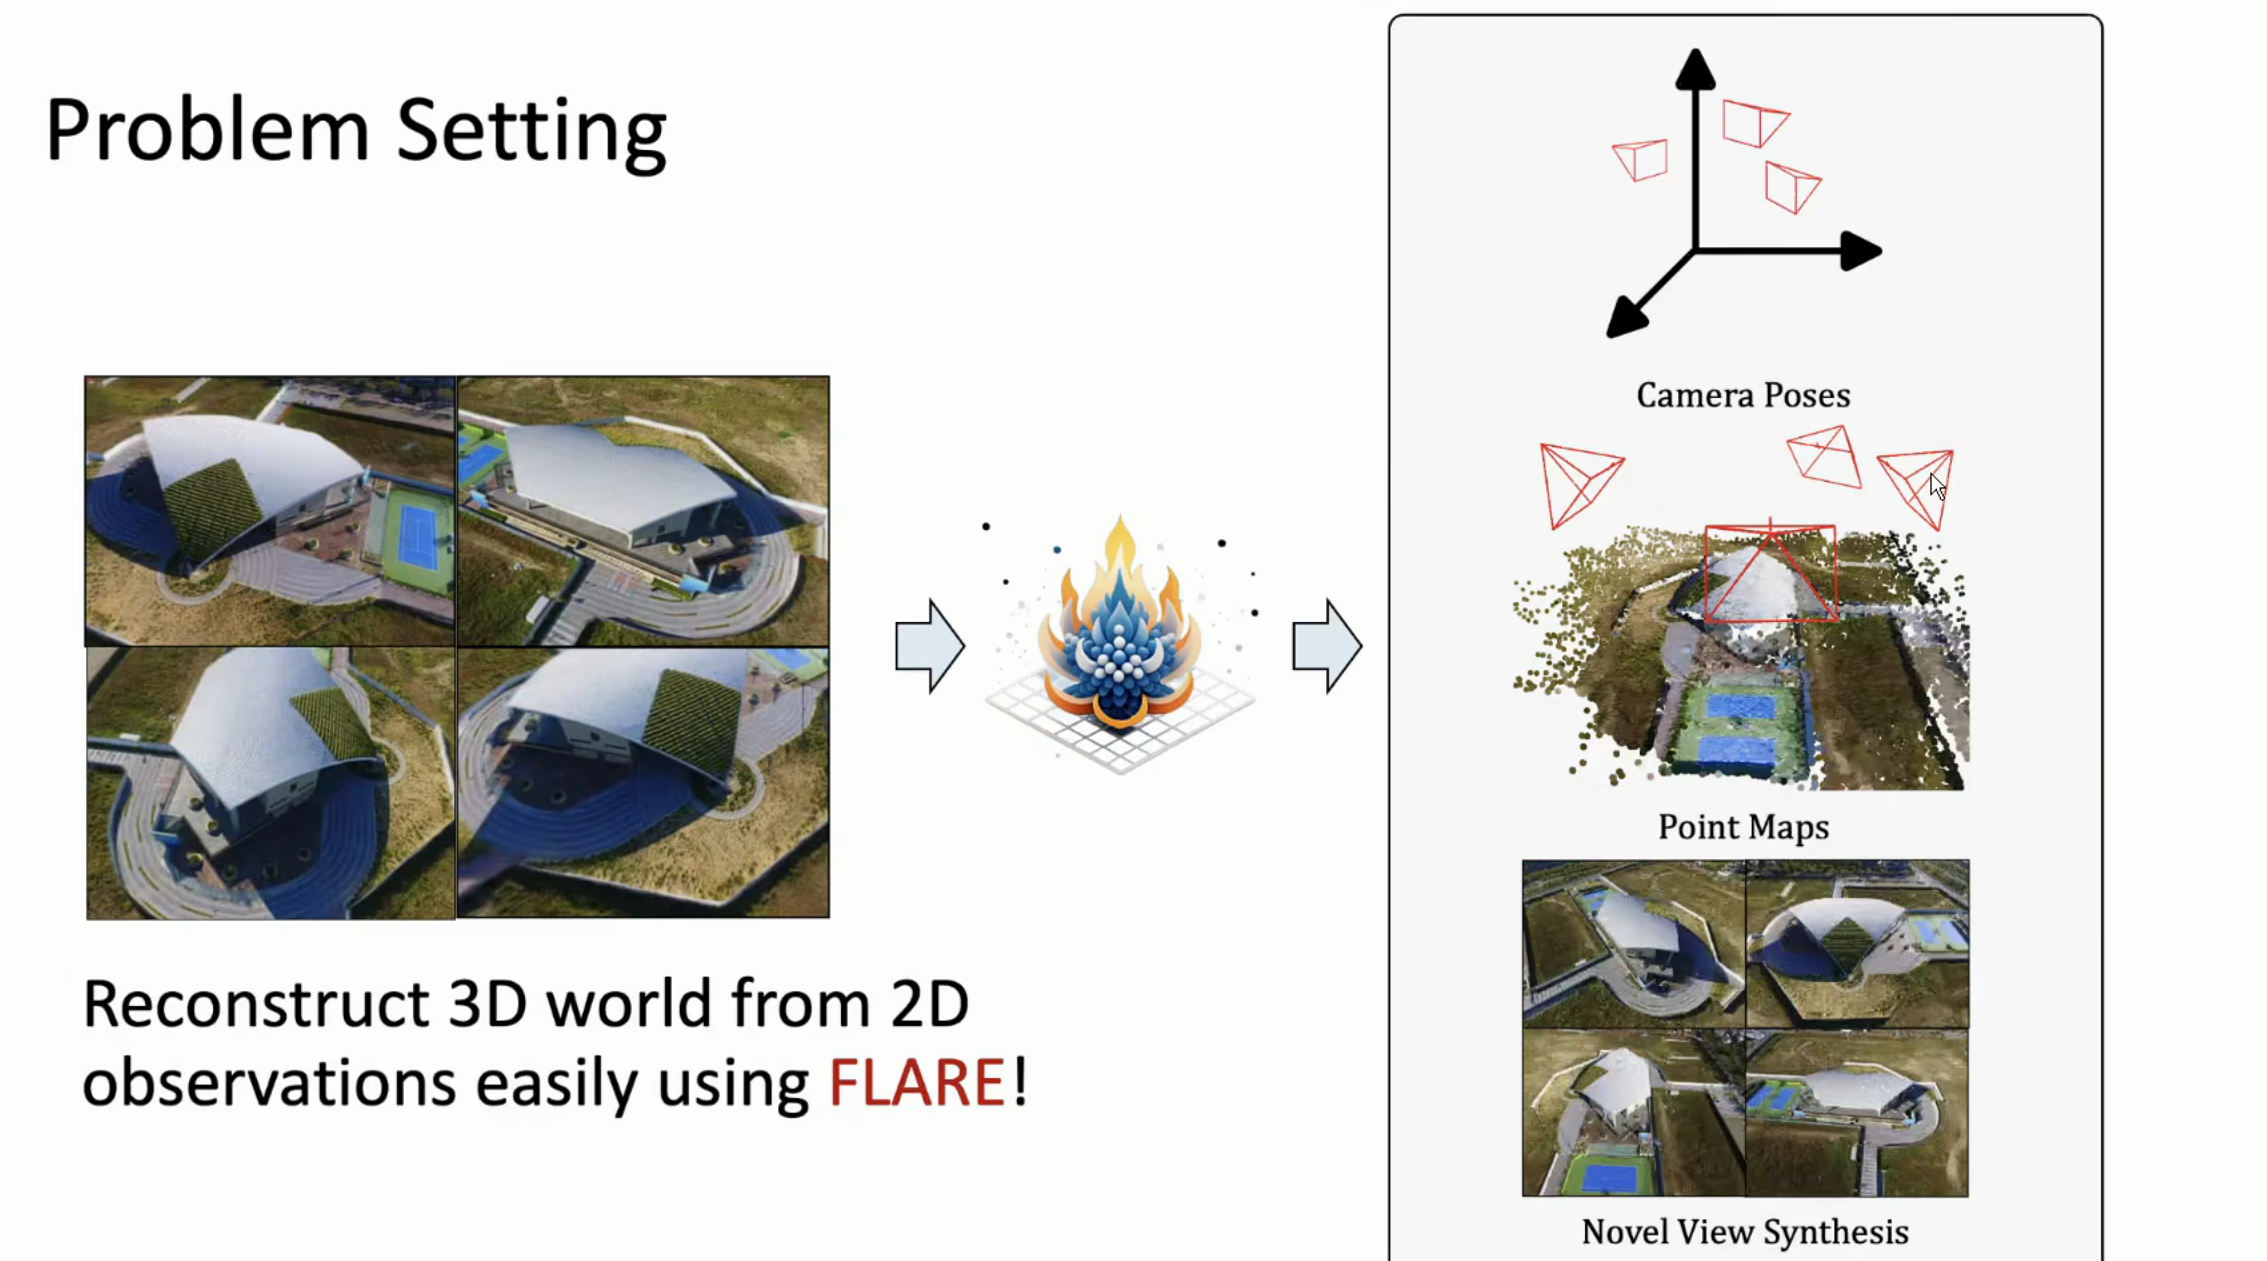 Problem Setting
Reconstruct 3D world from 2D
observations easily using FLARE!
Camera Poses
Point Maps
Novel View Synthesis